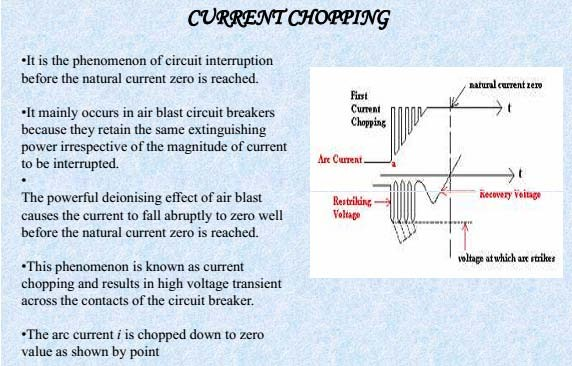 CURRENT CHOPPING
•It is the phenomenon of circuit interruption
before the natural current zero is reached.
•It mainly occurs in air blast circuit breakers
because they retain the same extinguishing
power irrespective of the magnitude of current
to be interrupted.
•
The powerful deionising effect of air blast
causes the current to fall abruptly to zero well
before the natural current zero is reached.
•This phenomenon is known as current
chopping and results in high voltage transient
across the contacts of the circuit breaker.
•The arc current i is chopped down to zero
value as shown by point
natural current zero
First
Current
Chopping
t
Arc Current
a
t
Restriking
Voltage
Recovery Voltage
voltage at which arc strikes